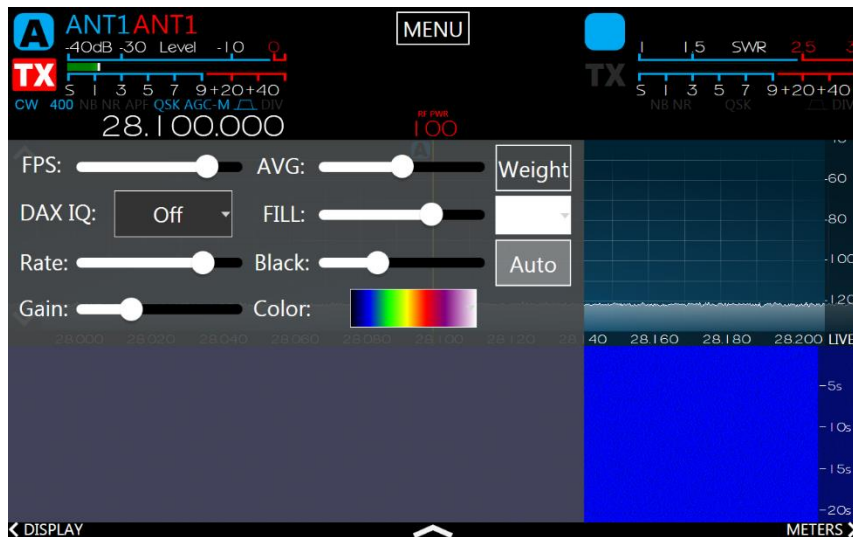 A ANT1 ANT1 MENU
-40dB -30 Level -10 0 1 1,5 SWR 2,5 3
TX TX
S 1 3 5 7 9+20+40 S 1 3 5 7 9+20+40
CW 400 NB NR APF QSK AGC-M DIV NB NR QSK DIV
28.100.000 RF PWR 100
A
FPS: AVG: Weight -60
DAX IQ: Off FILL: -80
Rate: Black: Auto -100
Gain: Color: -120
28.000 28.020 28.040 28.060 28.080 28.100 28.120 28.140 28.160 28.180 28.200 LIVE
-5s
-10s
-15s
-20s
DISPLAY METERS